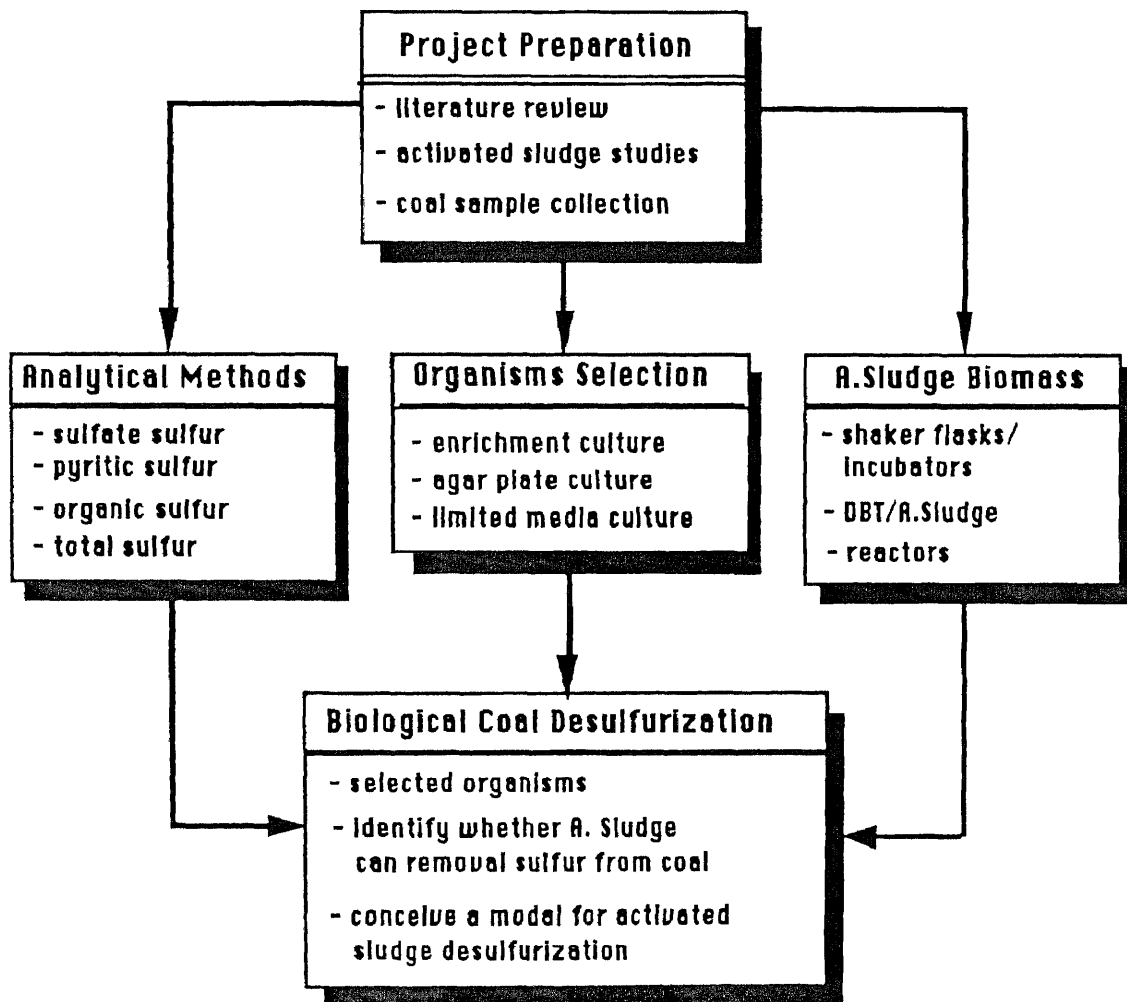 Project Preparation
- literature review
- activated sludge studies
- coal sample collection
Analytical Methods
- sulfate sulfur
- pyritic sulfur
- organic sulfur
- total sulfur
Organisms Selection
- enrichment culture
- agar plate culture
- limited media culture
A.Sludge Biomass
- shaker flasks/
incubators
- DBT/A.Sludge
- reactors
Biological Coal Desulfurization
- selected organisms
- identify whether A. Sludge
can removal sulfur from coal
- conceive a modal for activated
sludge desulfurization